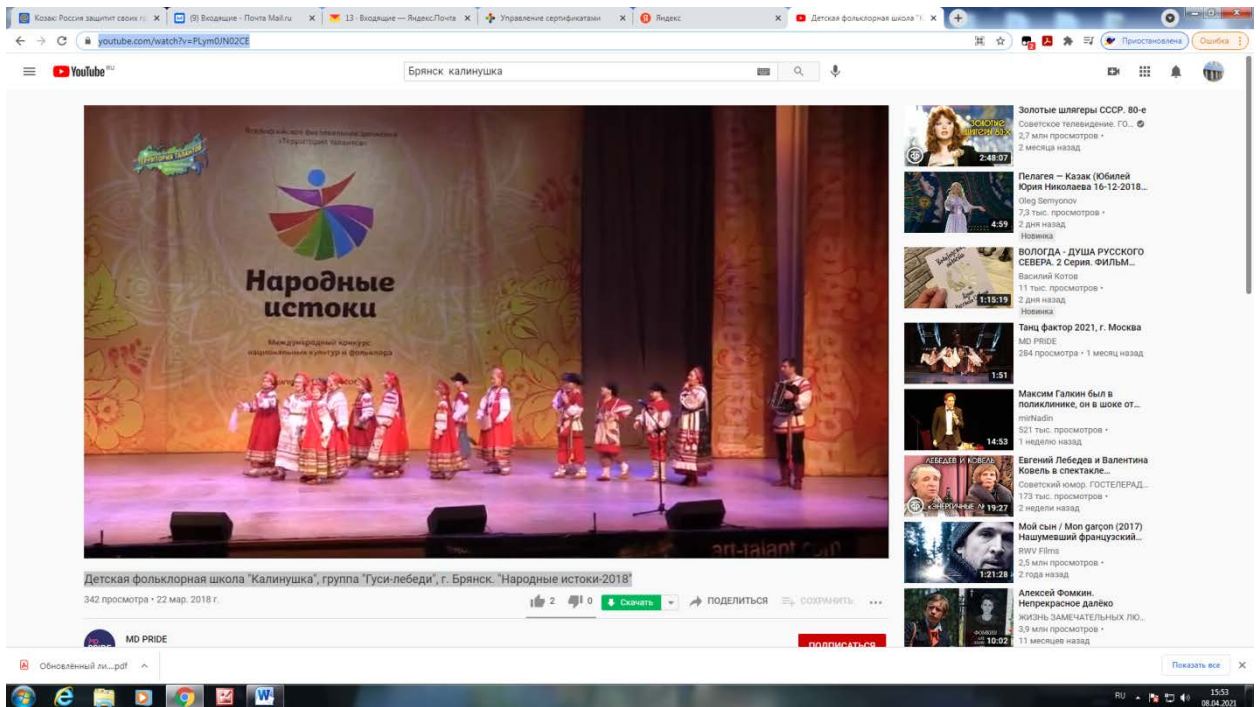 Козак: Россия защитит своих гр
(9) Входящие - Почта Mail.ru
13 · Входящие — Яндекс.Почта
Управление сертификатами
Яндекс
Детская фольклорная школа "К
youtube.com/watch?v=PLym0JN02CE
Приостановлена
Ошибка
YouTube RU
Брянск калинушка
ТЕРРИТОРИЯ ТАЛАНТОВ
«Территория талантов»
Народные
истоки
Международный конкурс
национальных культур и фольклора
art-talant.com
Детская фольклорная школа "Калинушка", группа "Гуси-лебеди", г. Брянск. "Народные истоки-2018"
342 просмотра • 22 мар. 2018 г.
2
0
Скачать
ПОДЕЛИТЬСЯ
СОХРАНИТЬ
MD PRIDE
ПОДПИСАТЬСЯ
Золотые шлягеры СССР. 80-е
Советское телевидение. ГО...
2,7 млн просмотров •
2 месяца назад
2:48:07
Пелагея — Казак (Юбилей
Юрия Николаева 16-12-2018...
Oleg Semyonov
7,3 тыс. просмотров •
2 дня назад
Новинка
4:59
ВОЛОГДА - ДУША РУССКОГО
СЕВЕРА. 2 Серия. ФИЛЬМ...
Василий Котов
11 тыс. просмотров •
2 дня назад
Новинка
1:15:19
Танц фактор 2021, г. Москва
MD PRIDE
284 просмотра • 1 месяц назад
1:51
Максим Галкин был в
поликлинике, он в шоке от...
mirNadin
521 тыс. просмотров •
1 неделю назад
14:53
ЛЕБЕДЕВ И КОВЕЛЬ
Евгений Лебедев и Валентина
Ковель в спектакле...
Советский юмор. ГОСТЕЛЕРАД...
173 тыс. просмотров •
2 недели назад
19:27
Мой сын / Mon garçon (2017)
Нашумевший французский...
RWV Films
2,5 млн просмотров •
2 года назад
1:21:28
Алексей Фомкин.
Непрекрасное далёко
ЖИЗНЬ ЗАМЕЧАТЕЛЬНЫХ ЛЮ...
3,9 млн просмотров •
11 месяцев назад
10:02
Обновлённый ли....pdf
Показать все
RU
15:53
08.04.2021